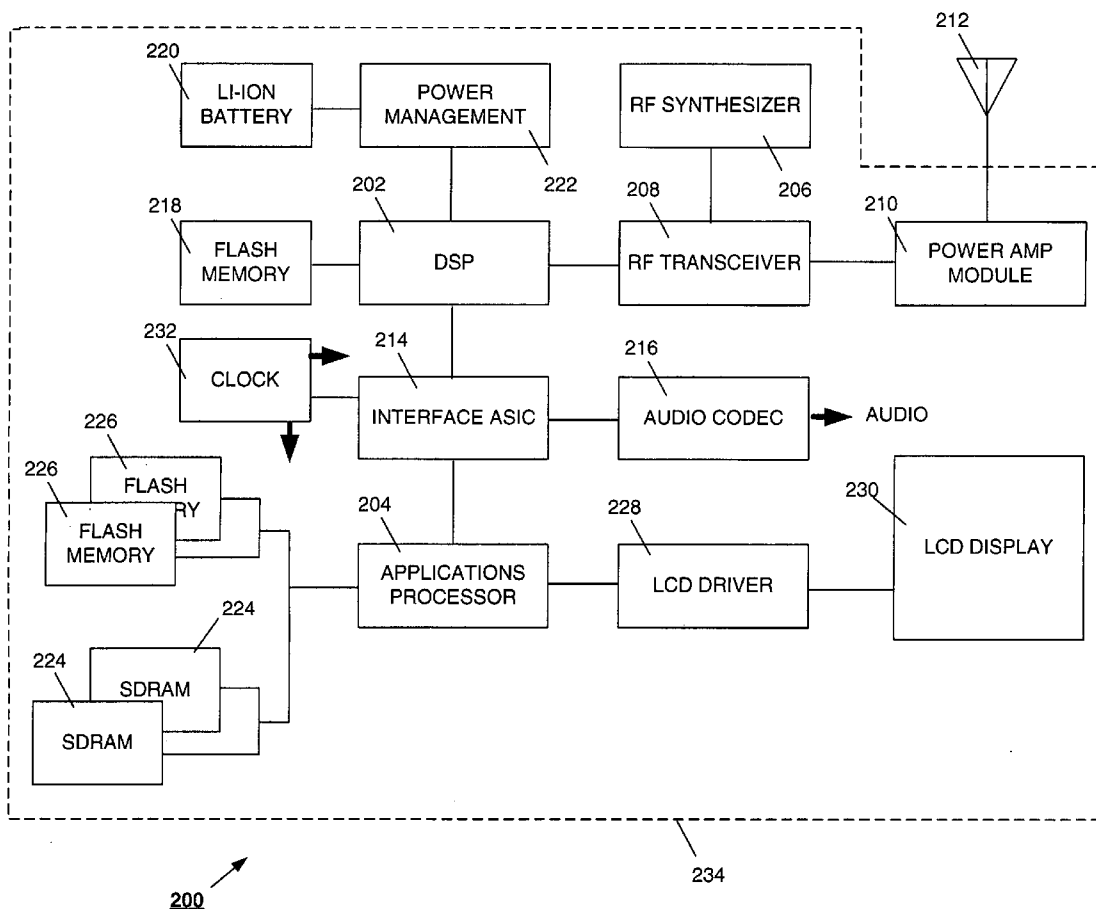 212
220
LI-ION
BATTERY
POWER
MANAGEMENT
RF SYNTHESIZER
222
206
218
202
208
210
FLASH
MEMORY
DSP
RF TRANSCEIVER
POWER AMP
MODULE
232
214
216
CLOCK
INTERFACE ASIC
AUDIO CODEC
AUDIO
226
FLASH
RY
226
FLASH
MEMORY
204
228
230
APPLICATIONS
PROCESSOR
LCD DRIVER
LCD DISPLAY
224
SDRAM
224
SDRAM
234
200